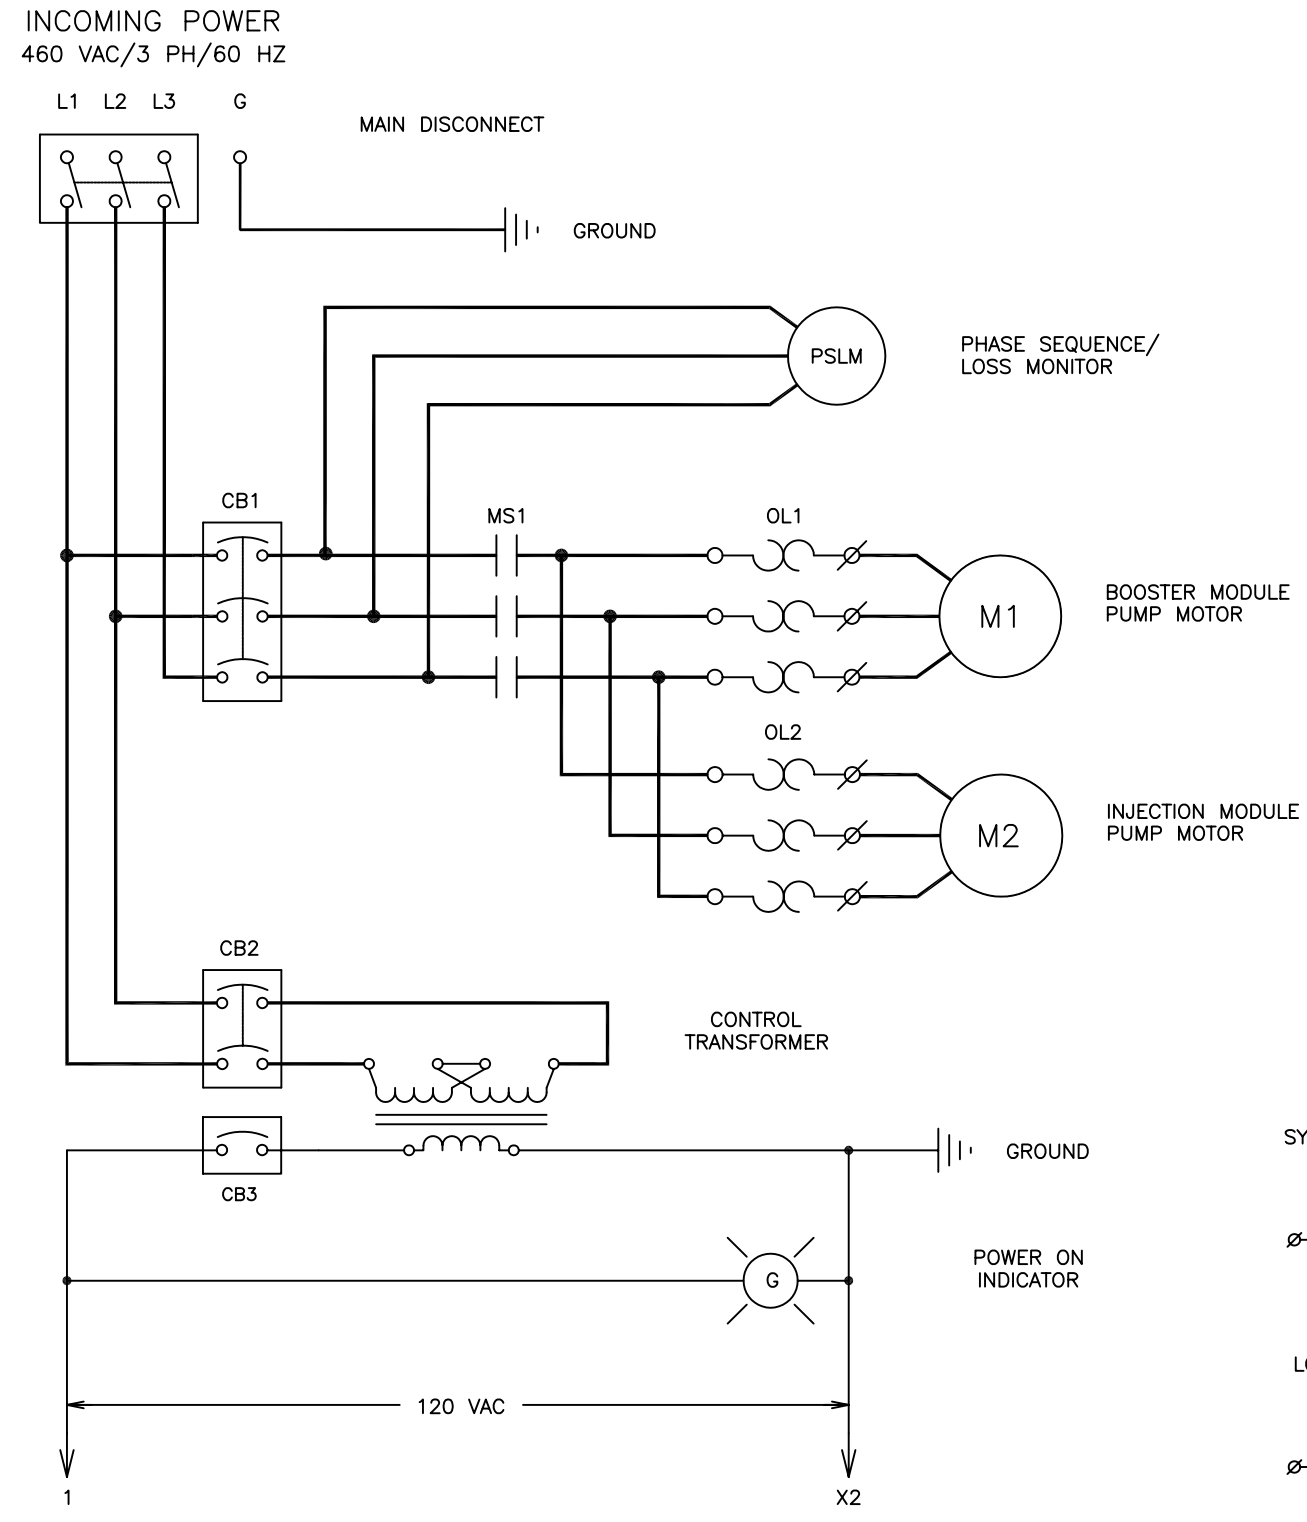 INCOMING POWER
460 VAC/3 PH/60 HZ
L1 L2 L3 G
MAIN DISCONNECT
GROUND
PSLM
PHASE SEQUENCE/
LOSS MONITOR
CB1
MS1
OL1
M1
BOOSTER MODULE
PUMP MOTOR
OL2
M2
INJECTION MODULE
PUMP MOTOR
CB2
CONTROL
TRANSFORMER
GROUND
CB3
G
POWER ON
INDICATOR
120 VAC
1
X2